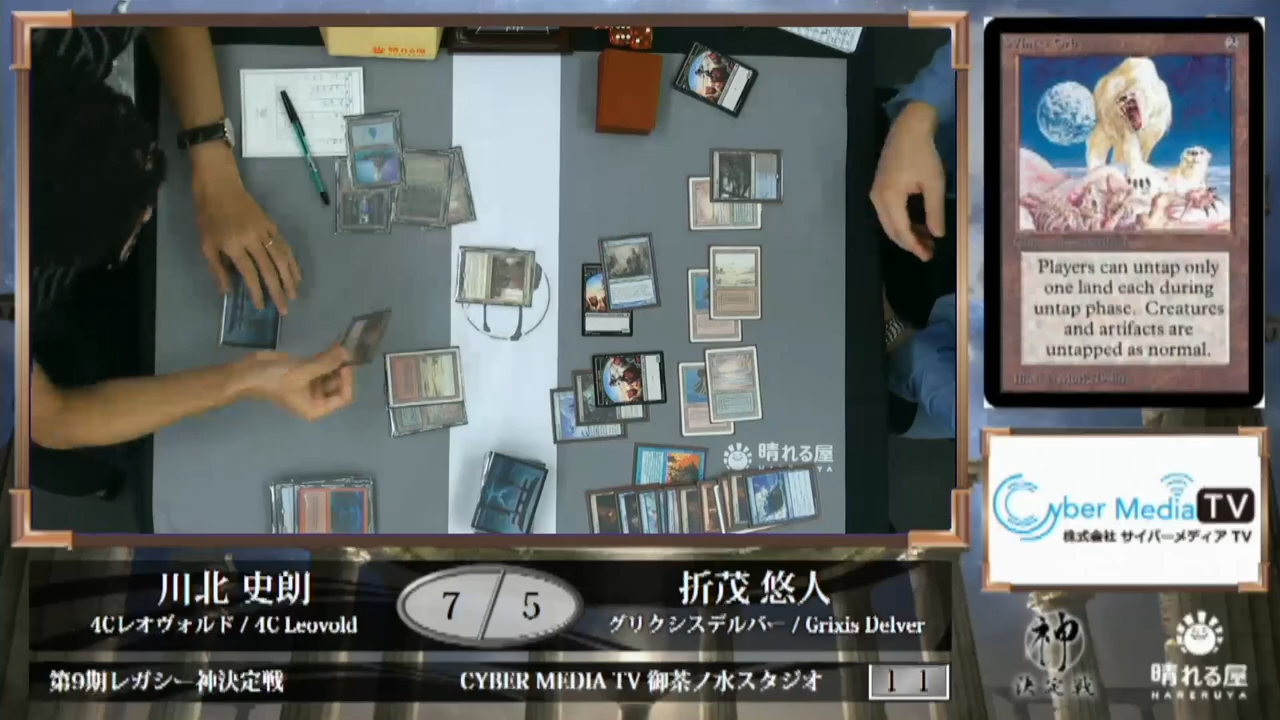 Winter Orb
2
Players can untap only
one land each during
untap phase. Creatures
and artifacts are
untapped as normal.
晴れる屋
HARERUYA
Cyber Media TV
株式会社 サイバーメディア TV
川北 史朗
4Cレオヴォルド / 4C Leovold
7 / 5
折茂 悠人
グリクシスデルバー / Grixis Delver
第9期レガシー神決定戦
CYBER MEDIA TV 御茶ノ水スタジオ
1 1
神
決定戦
晴れる屋
HARERUYA